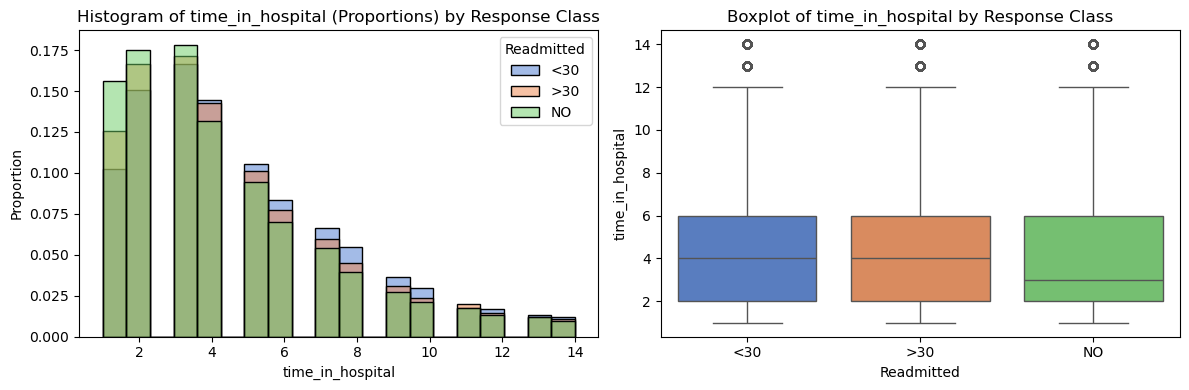 Histogram of time_in_hospital (Proportions) by Response Class
Proportion
0.175
0.150
0.125
0.100
0.075
0.050
0.025
0.000
2 4 6 8 10 12 14
time_in_hospital
Readmitted
<30
>30
NO
Boxplot of time_in_hospital by Response Class
time_in_hospital
14
12
10
8
6
4
2
<30 >30 NO
Readmitted